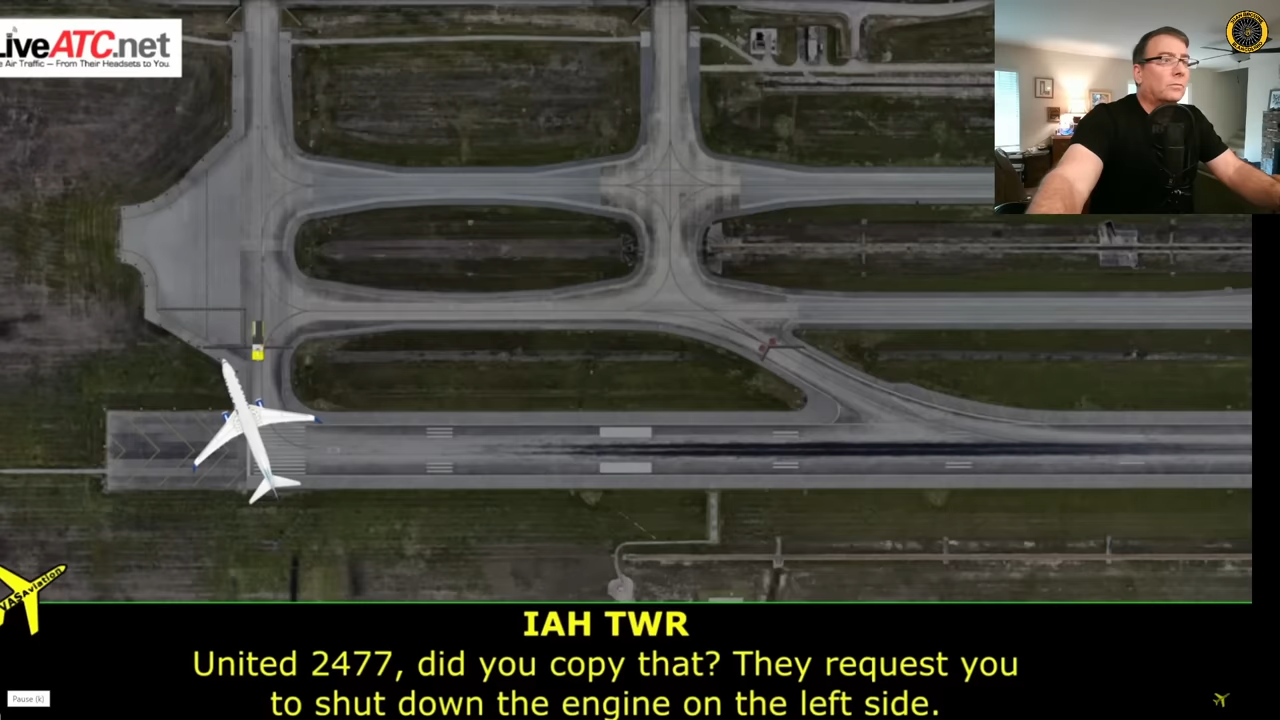 LiveATC.net
e Air Traffic — From Their Headsets to You.
VASAviation
IAH TWR
United 2477, did you copy that? They request you
to shut down the engine on the left side.
Pause (k)